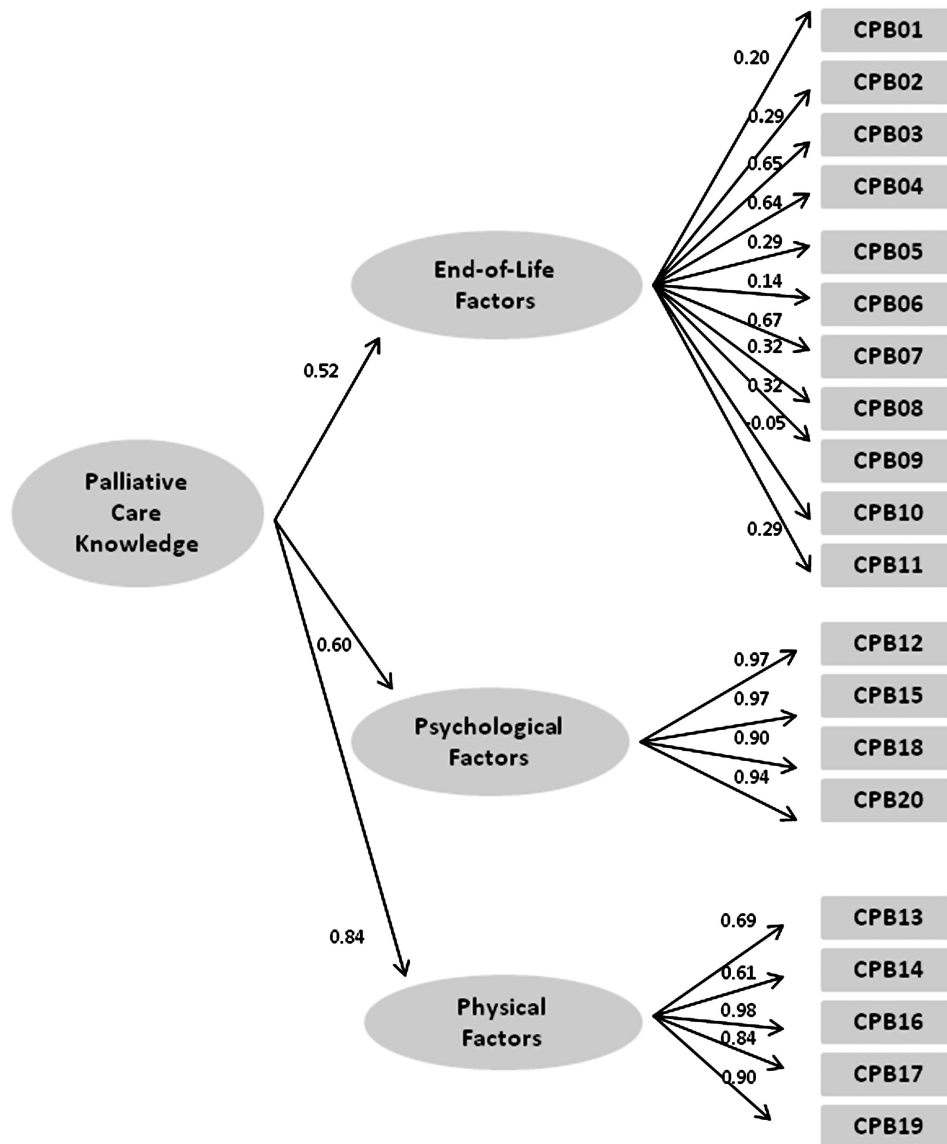 CPB01
0.20
CPB02
0.29
CPB03
0.65
CPB04
0.64
End-of-Life
Factors
0.29
CPB05
0.14
CPB06
0.67
CPB07
0.32
0.52
0.32
CPB08
-0.05
CPB09
Palliative
Care
Knowledge
CPB10
0.29
CPB11
0.60
CPB12
0.97
0.97
CPB15
Psychological
Factors
0.90
CPB18
0.94
CPB20
0.84
0.69
CPB13
0.61
CPB14
Physical
Factors
0.98
CPB16
0.84
CPB17
0.90
CPB19